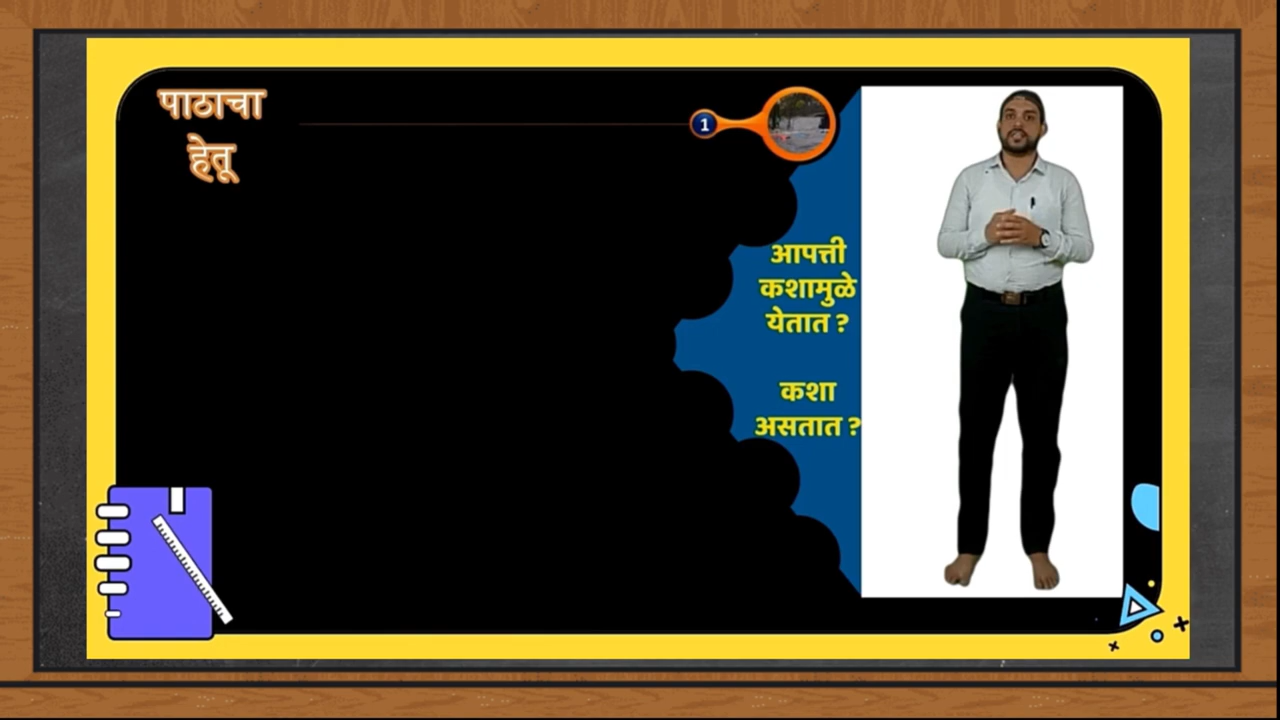 पाठाचा
हेतू
1
आपत्ती
कशामुळे
येतात ?
कशा
असतात ?